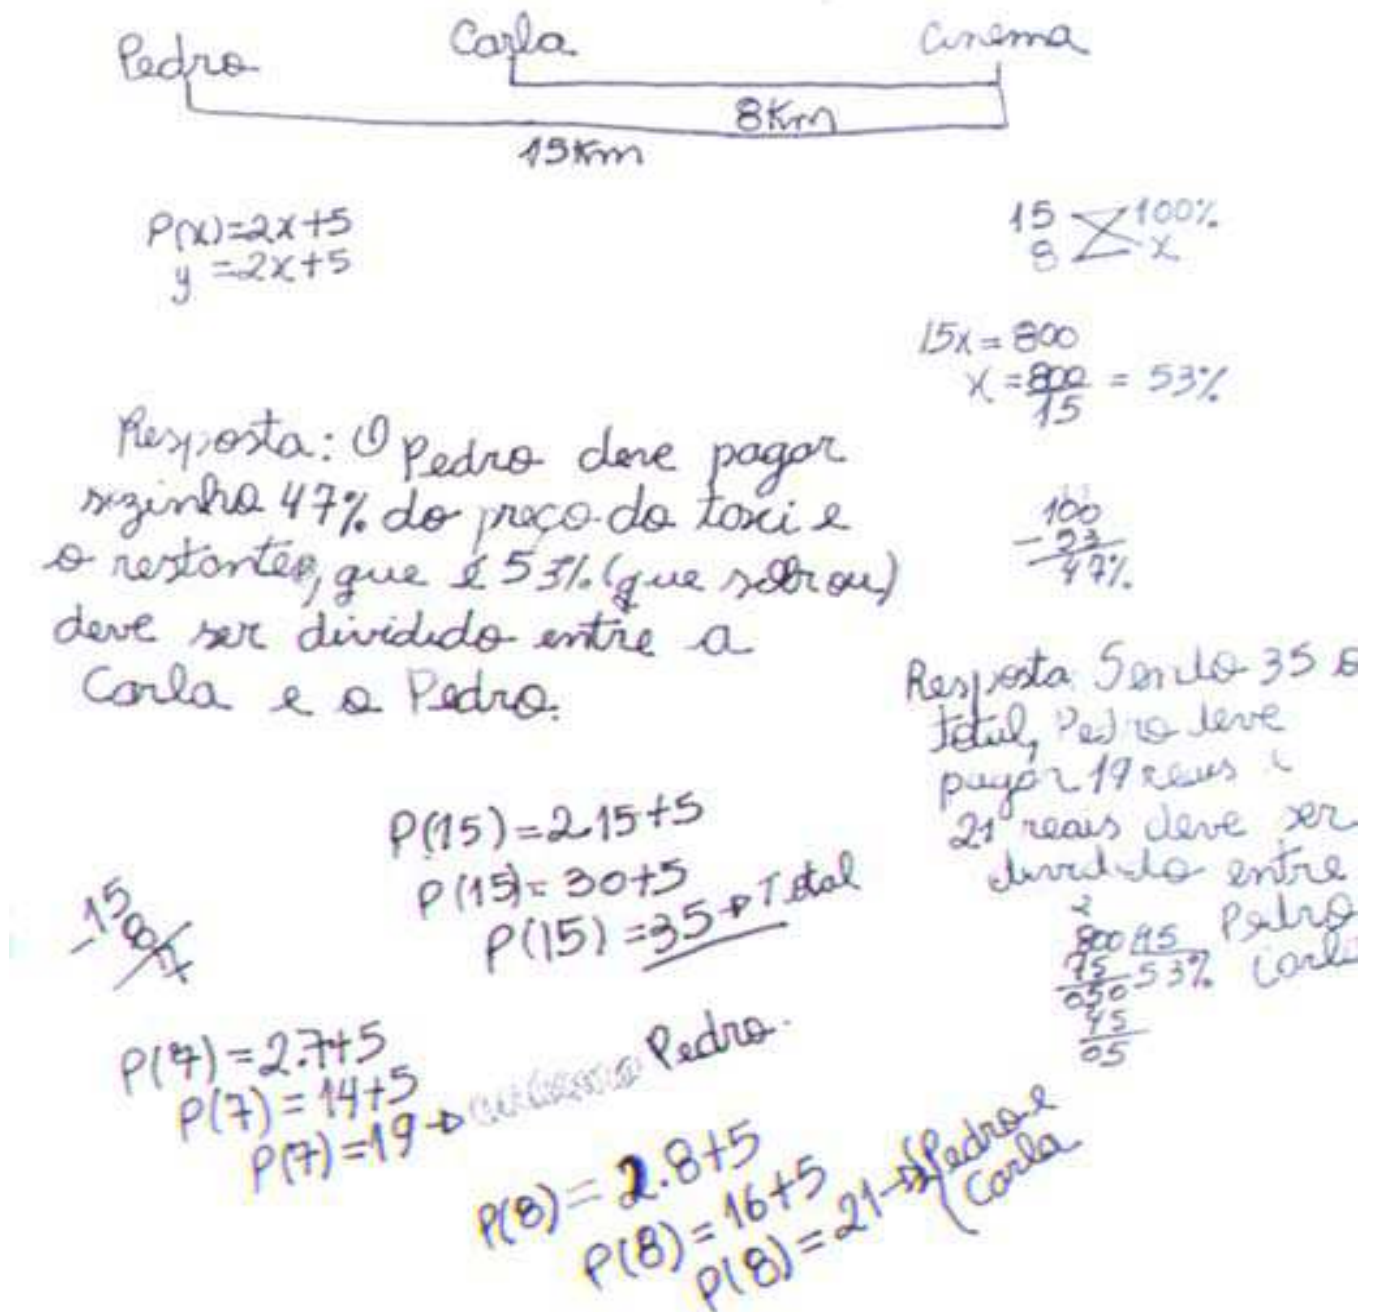 Pedro Carla Cinema
8Km
15Km
P(x)=2x+5
y=2x+5
15 100%
8 x
15x=800
x=800/15=53%
Resposta: O Pedro deve pagar
sozinho 47% do preço do taxi e
o restante, que é 53% (que sobrou)
deve ser dividido entre a
Carla e o Pedro.
100
-53
47%
Resposta Sendo 35 o
total, Pedro deve
pagar 19 reais e
21 reais deve ser
dividido entre
Pedro
Carla
2
800 15
75 53%
050
45
05
P(15)=2.15+5
P(15)=30+5
P(15)=35→Total
-15
P(7)=2.7+5
P(7)=14+5
P(7)=19→ Pedro.
P(8)=2.8+5
P(8)=16+5
P(8)=21→Pedro e
Carla